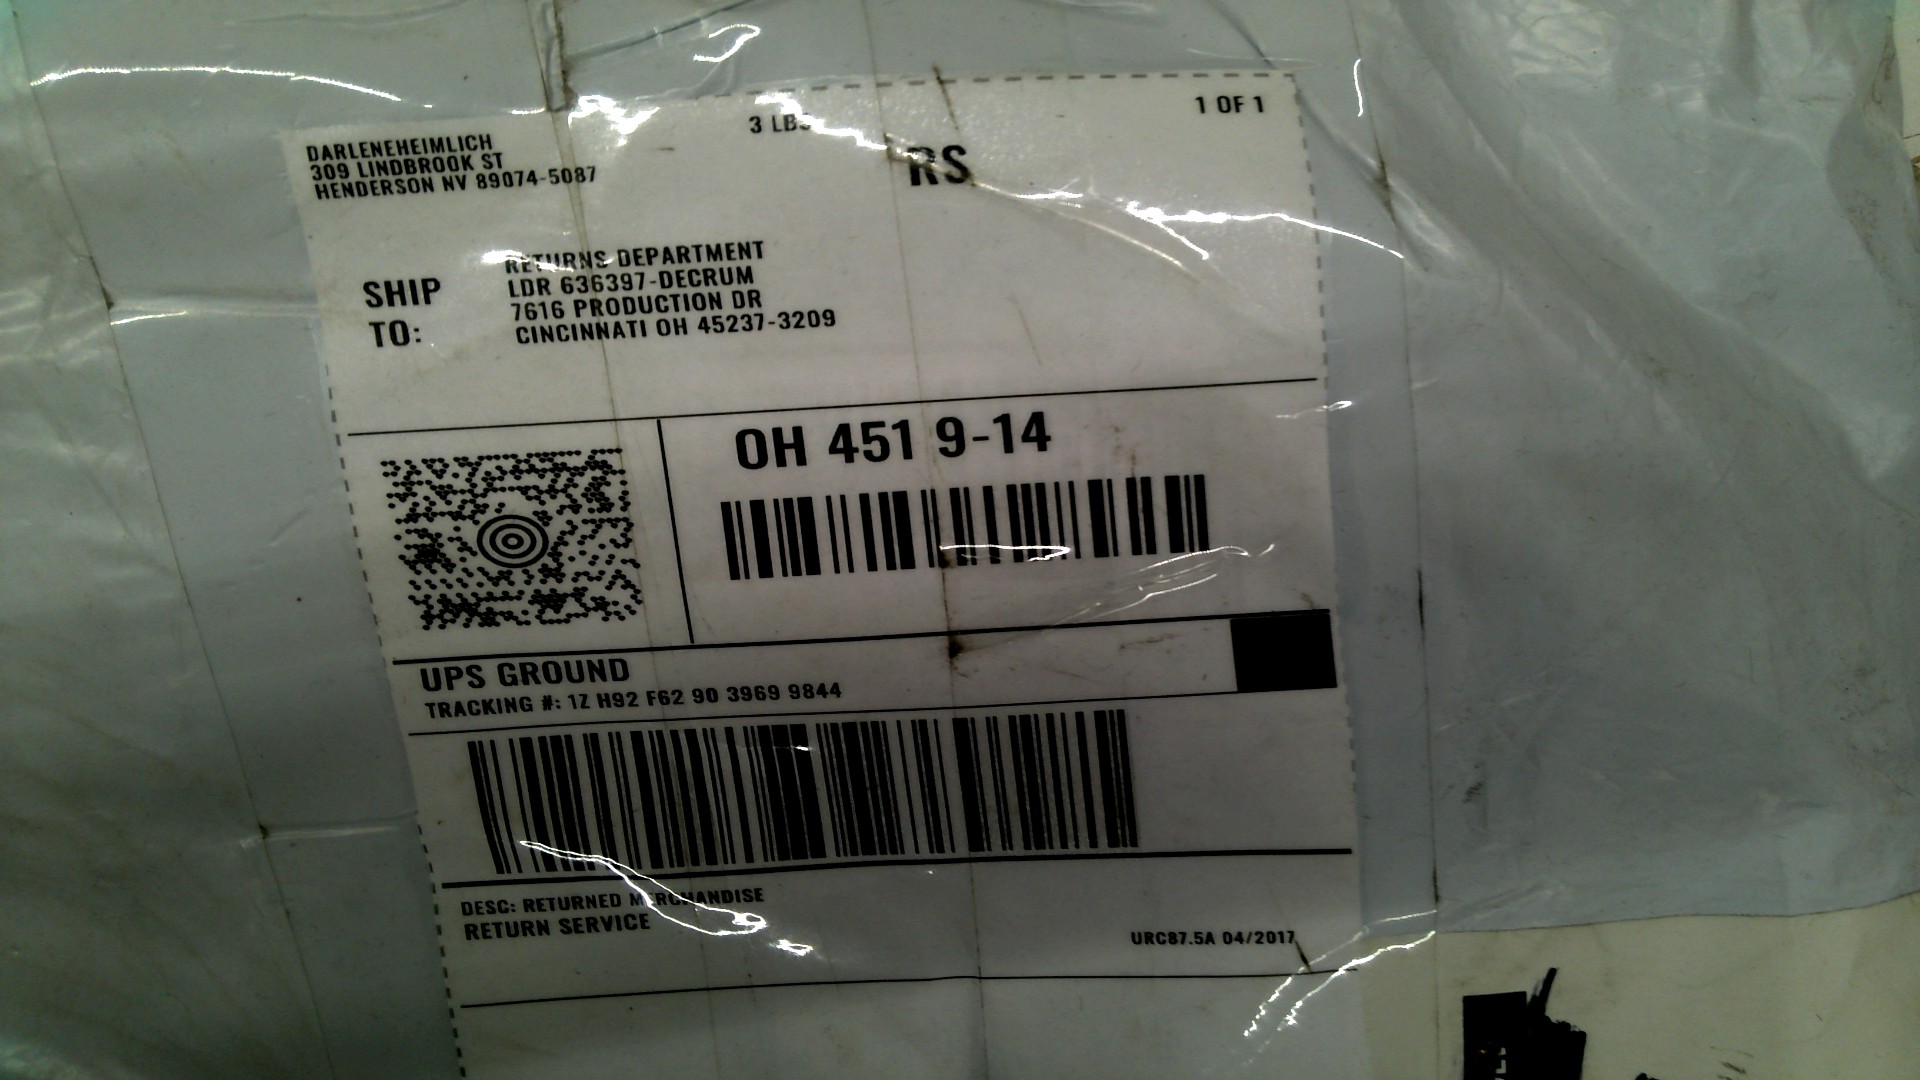 DARLENEHEIMLICH
309 LINDBROOK ST
HENDERSON NV 89074-5087
3 LBS
1 OF 1
RS
SHIP TO:
RETURNS DEPARTMENT
LDR 636397-DECRUM
7616 PRODUCTION DR
CINCINNATI OH 45237-3209
OH 451 9-14
UPS GROUND
TRACKING #: 1Z H92 F62 90 3969 9844
DESC: RETURNED MERCHANDISE
RETURN SERVICE
URC87.5A 04/2017